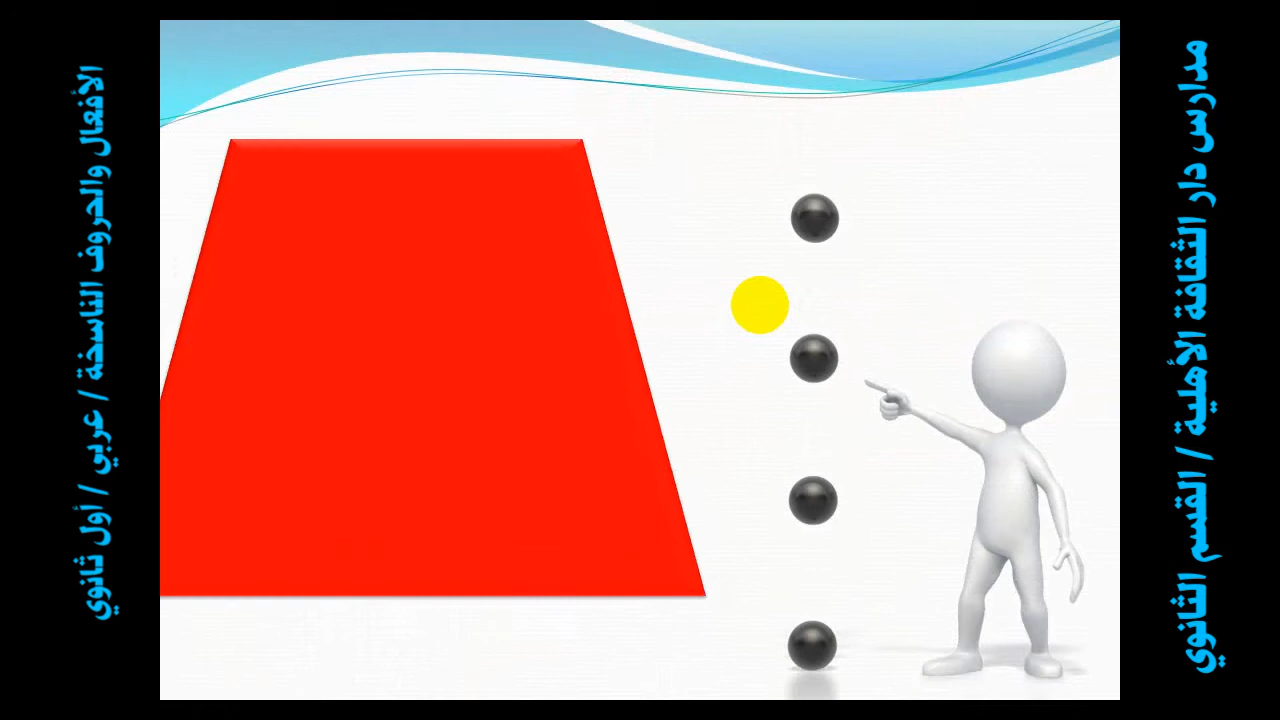 مدارس دار الثقافة الأهلية / القسم الثانوي
الأفعال والحروف الناسخة / عربي / أول ثانوي